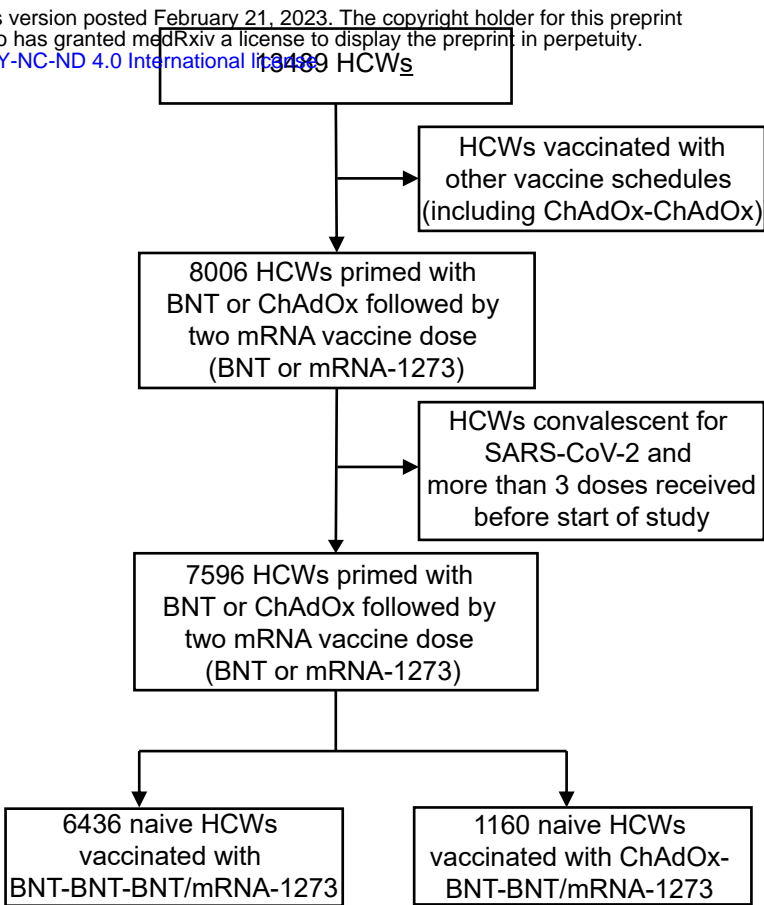 s version posted February 21, 2023. The copyright holder for this preprint
o has granted medRxiv a license to display the preprint in perpetuity.
Y-NC-ND 4.0 International license.
13489 HCWs
HCWs vaccinated with
other vaccine schedules
(including ChAdOx-ChAdOx)
8006 HCWs primed with
BNT or ChAdOx followed by
two mRNA vaccine dose
(BNT or mRNA-1273)
HCWs convalescent for
SARS-CoV-2 and
more than 3 doses received
before start of study
7596 HCWs primed with
BNT or ChAdOx followed by
two mRNA vaccine dose
(BNT or mRNA-1273)
6436 naive HCWs
vaccinated with
BNT-BNT-BNT/mRNA-1273
1160 naive HCWs
vaccinated with ChAdOx-
BNT-BNT/mRNA-1273